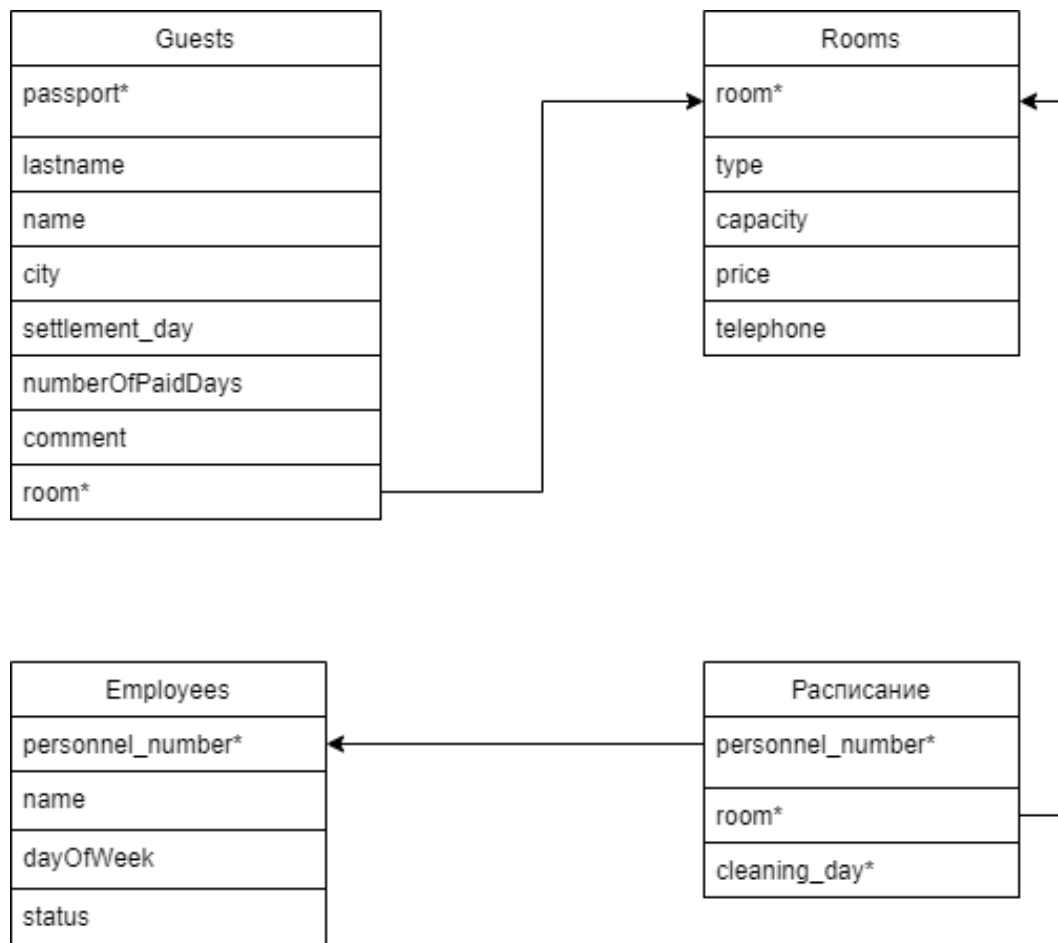 Guests
passport*
lastname
name
city
settlement_day
numberOfPaidDays
comment
room*
Rooms
room*
type
capacity
price
telephone
Employees
personnel_number*
name
dayOfWeek
status
Расписание
personnel_number*
room*
cleaning_day*